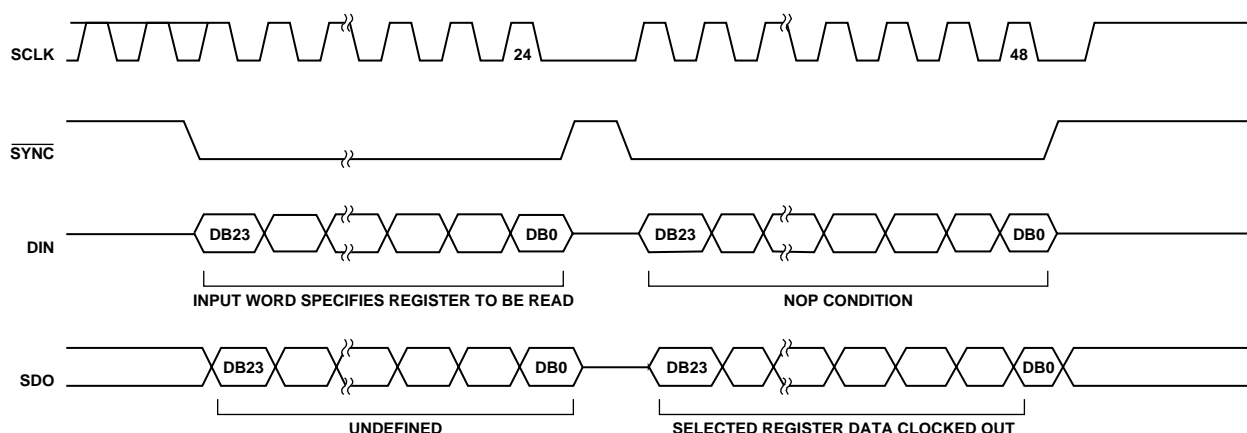 SCLK
24
48
SYNC
DIN
DB23
DB0
DB23
DB0
INPUT WORD SPECIFIES REGISTER TO BE READ
NOP CONDITION
SDO
DB23
DB0
DB23
DB0
UNDEFINED
SELECTED REGISTER DATA CLOCKED OUT